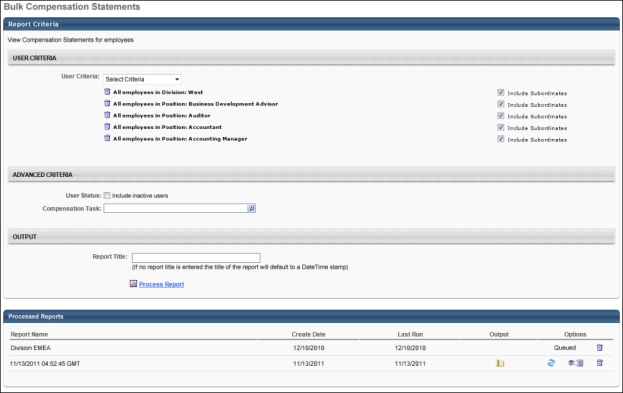 Bulk Compensation Statements
Report Criteria
View Compensation Statements for employees
USER CRITERIA
User Criteria: Select Criteria
All employees in Division: West Include Subordinates
All employees in Position: Business Development Advisor Include Subordinates
All employees in Position: Auditor Include Subordinates
All employees in Position: Accountant Include Subordinates
All employees in Position: Accounting Manager Include Subordinates
ADVANCED CRITERIA
User Status: Include inactive users
Compensation Task:
OUTPUT
Report Title:
(If no report title is entered the title of the report will default to a DateTime stamp)
Process Report
Processed Reports
Report Name Create Date Last Run Output Options
Division EMEA 12/10/2010 12/10/2010 Queued
11/13/2011 04:52:45 GMT 11/13/2011 11/13/2011